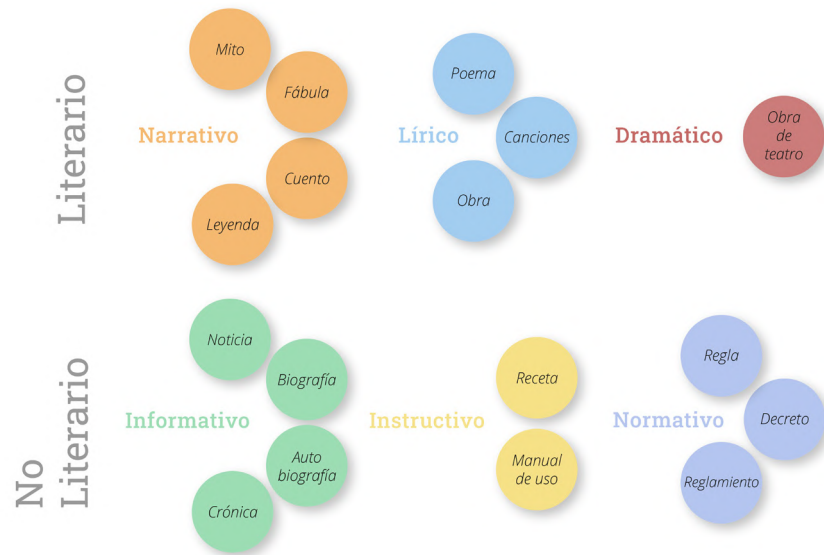 Literario
Mito
Fábula
Narrativo
Cuento
Leyenda
Poema
Lírico
Canciones
Obra
Dramático
Obra
de
teatro
No
Literario
Noticia
Biografía
Informativo
Auto
biografía
Crónica
Receta
Instructivo
Manual
de uso
Regla
Normativo
Decreto
Reglamiento